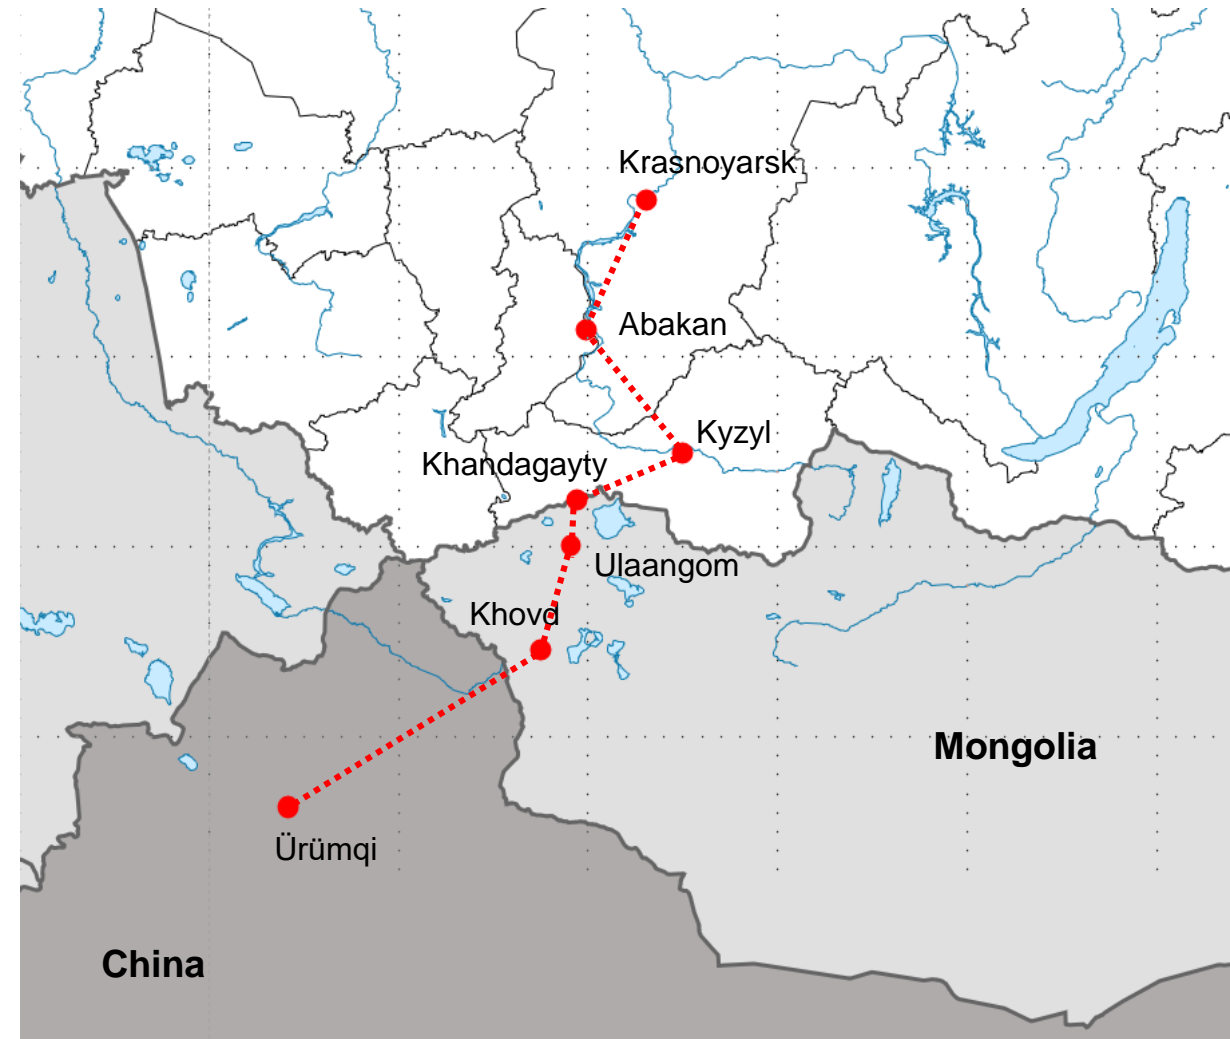 Krasnoyarsk
Abakan
Kyzyl
Khandagayty
Ulaangom
Khovd
Mongolia
Ürümqi
China